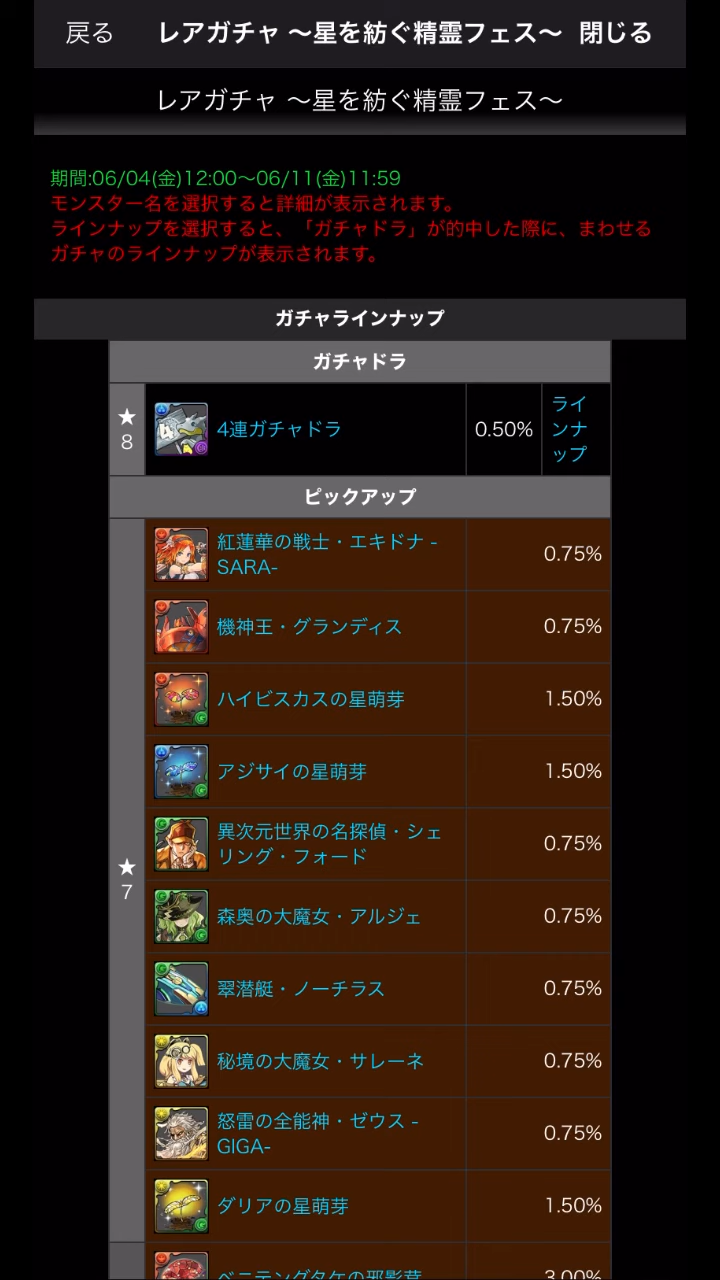 戻る レアガチャ ～星を紡ぐ精霊フェス～ 閉じる
レアガチャ ～星を紡ぐ精霊フェス～
期間:06/04(金)12:00～06/11(金)11:59
モンスター名を選択すると詳細が表示されます。
ラインナップを選択すると、「ガチャドラ」が的中した際に、まわせる
ガチャのラインナップが表示されます。
ガチャラインナップ
ガチャドラ
★
8
4連ガチャドラ
0.50%
ライ
ンナ
ップ
ピックアップ
★
7
紅蓮華の戦士・エキドナ -
SARA-
0.75%
機神王・グランディス
0.75%
ハイビスカスの星萌芽
1.50%
アジサイの星萌芽
1.50%
異次元世界の名探偵・シェ
リング・フォード
0.75%
森奥の大魔女・アルジェ
0.75%
翠潜艇・ノーチラス
0.75%
秘境の大魔女・サレーネ
0.75%
怒雷の全能神・ゼウス -
GIGA-
0.75%
ダリアの星萌芽
1.50%
ベニテングタケの邪影芽
3.00%